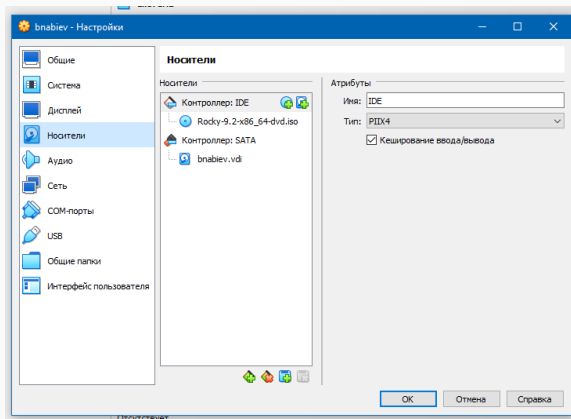 bnabiev - Настройки
Общие
Система
Дисплей
Носители
Аудио
Сеть
COM-порты
USB
Общие папки
Интерфейс пользователя
Носители
Носители
Контроллер: IDE
Rocky-9.2-x86_64-dvd.iso
Контроллер: SATA
bnabiev.vdi
Атрибуты
Имя: IDE
Тип: PIIX4
Кеширование ввода/вывода
OK Отмена Справка
Отсутствует